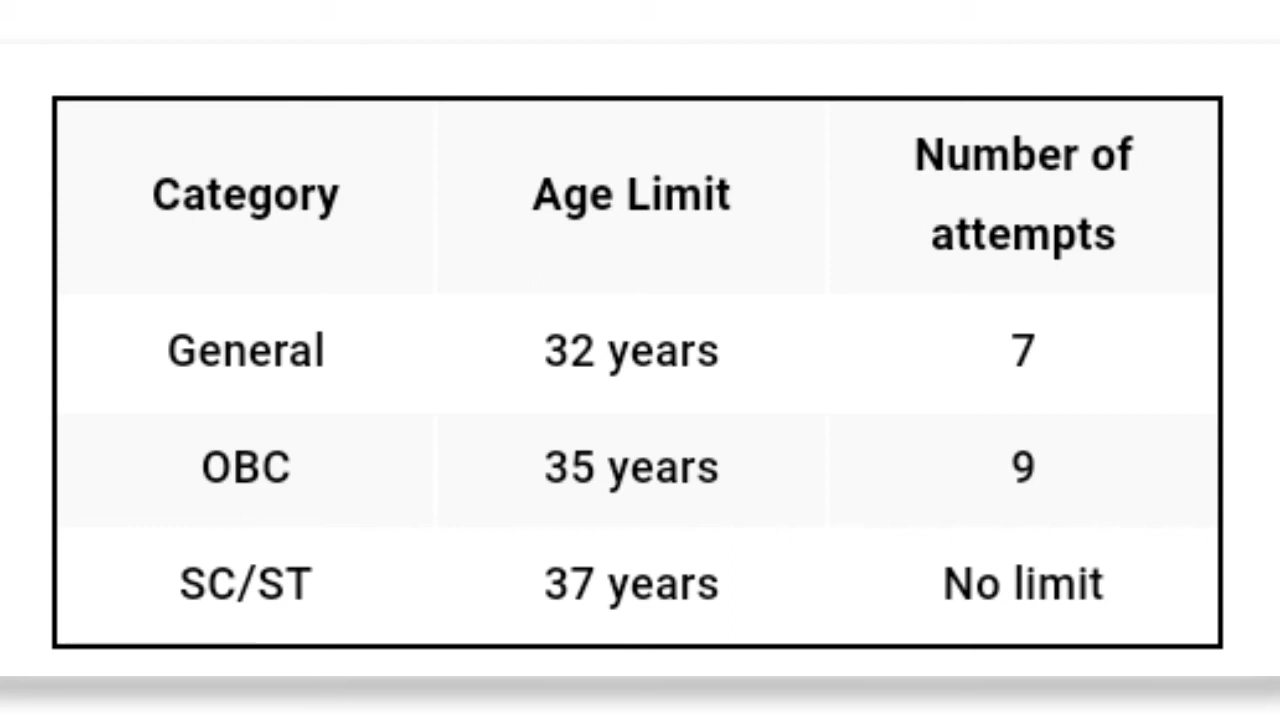 Category Age Limit Number of
attempts
General 32 years 7
OBC 35 years 9
SC/ST 37 years No limit